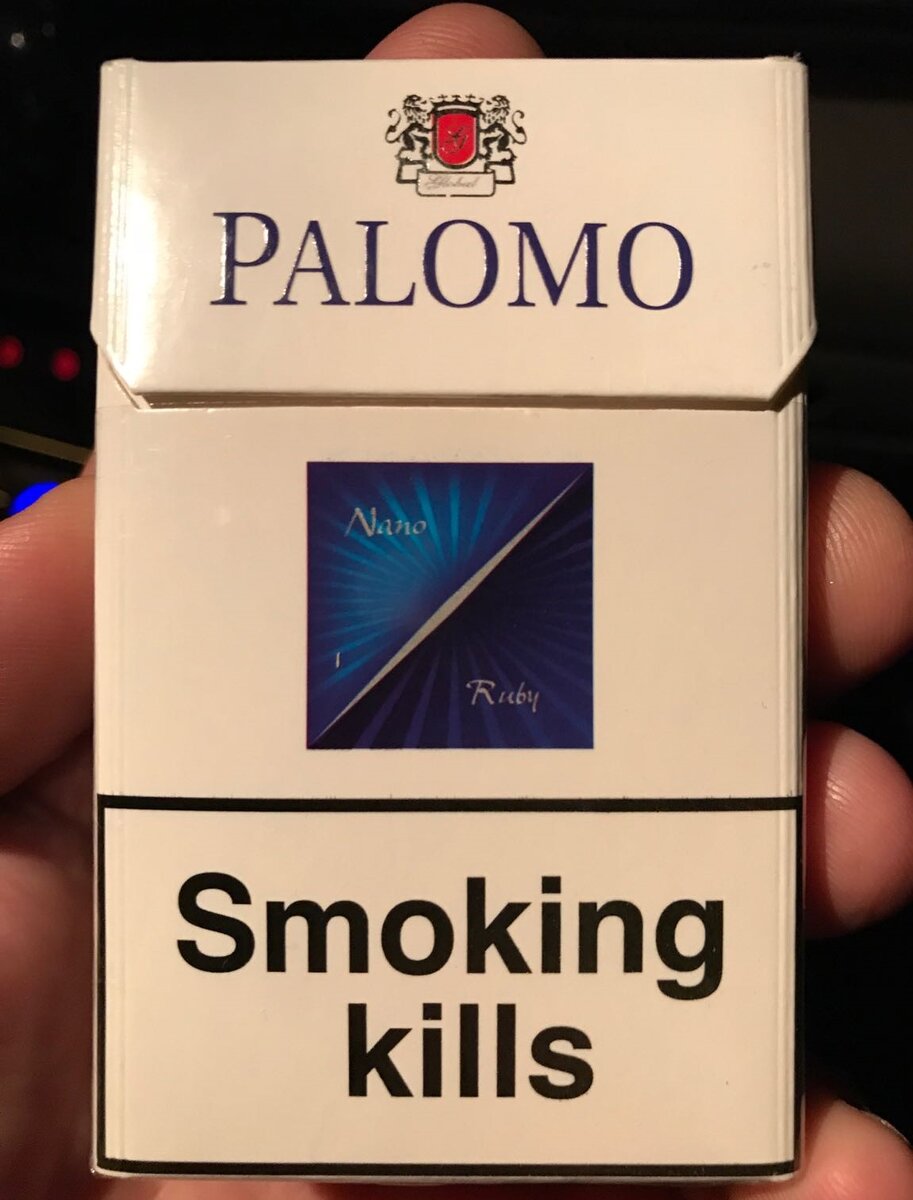 PALOMO
Nano
1
Ruby
Smoking
kills